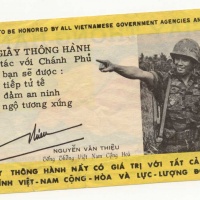 TO BE HONORED BY ALL VIETNAMESE GOVERNMENT AGENCIES AN
GIẤY THÔNG HÀNH
tác với Chánh Phủ
bạn sẽ được :
tiếp tử tế
đảm an ninh
ngộ tương xứng
NGUYỄN VĂN THIỆU
Tổng Thống Việt-Nam Cộng Hoà
THÔNG HÀNH NẦY CÓ GIÁ TRỊ VỚI TẤT CẢ
VIỆT-NAM CỘNG-HÒA VÀ LỰC-LƯỢNG